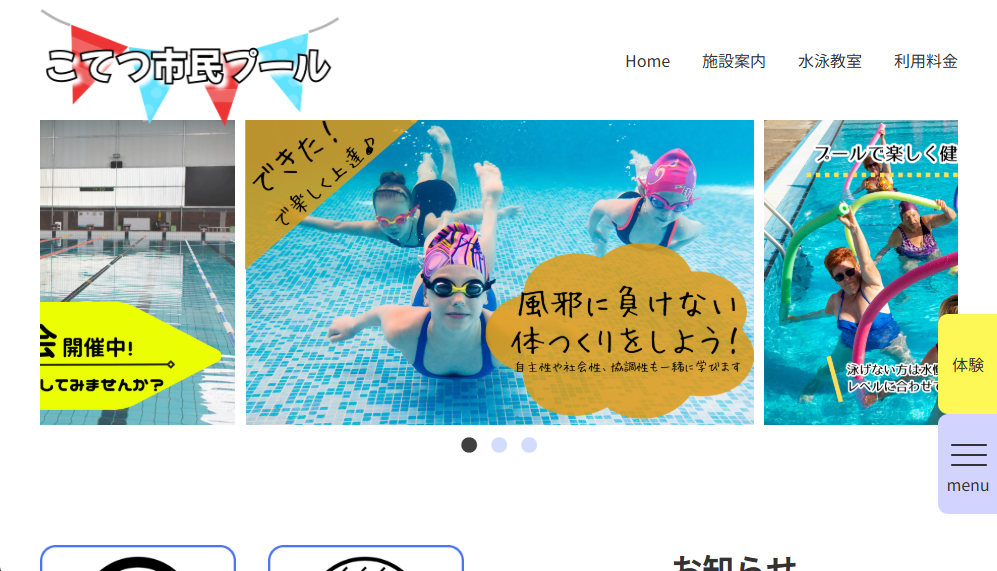 こてつ市民プール
Home
施設案内
水泳教室
利用料金
会開催中!
してみませんか?
できた!
で楽しく上達♪
風邪に負けない
体つくりをしよう!
自主性や社会性、協調性も一緒に学びます
プールで楽しく健
泳げない方は水
レベルに合わせて
体験
menu
お知らせ